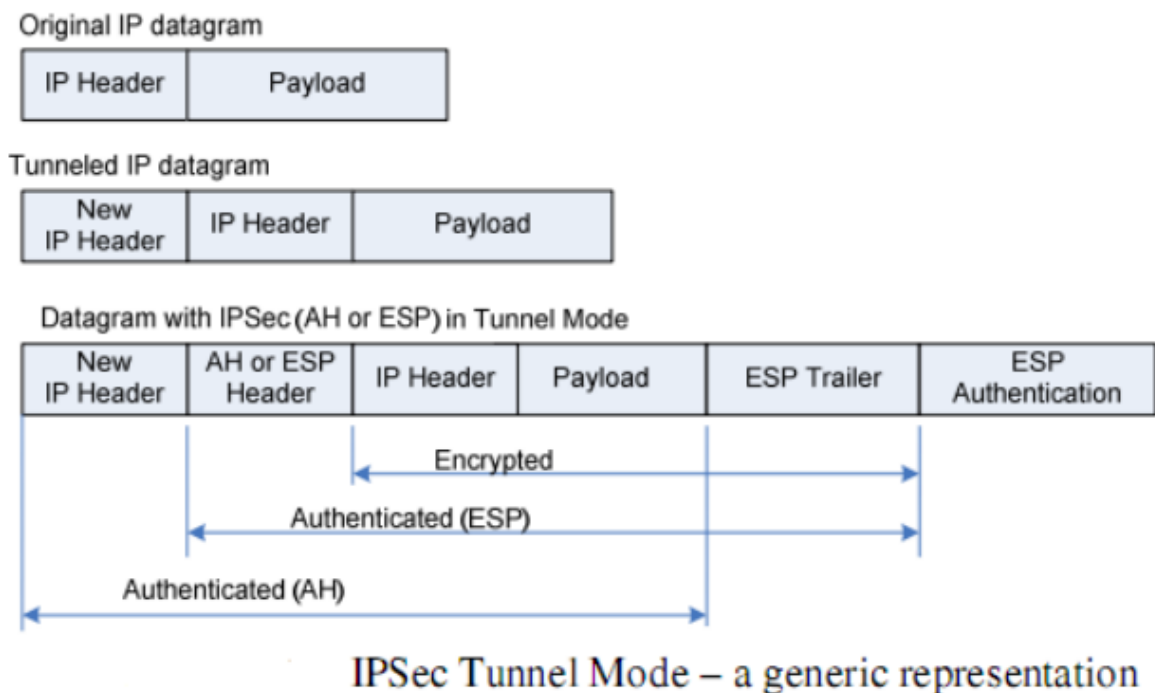 Original IP datagram
IP Header
Payload
Tunneled IP datagram
New
IP Header
IP Header
Payload
Datagram with IPSec (AH or ESP) in Tunnel Mode
New
IP Header
AH or ESP
Header
IP Header
Payload
ESP Trailer
ESP
Authentication
Encrypted
Authenticated (ESP)
Authenticated (AH)
IPSec Tunnel Mode – a generic representation